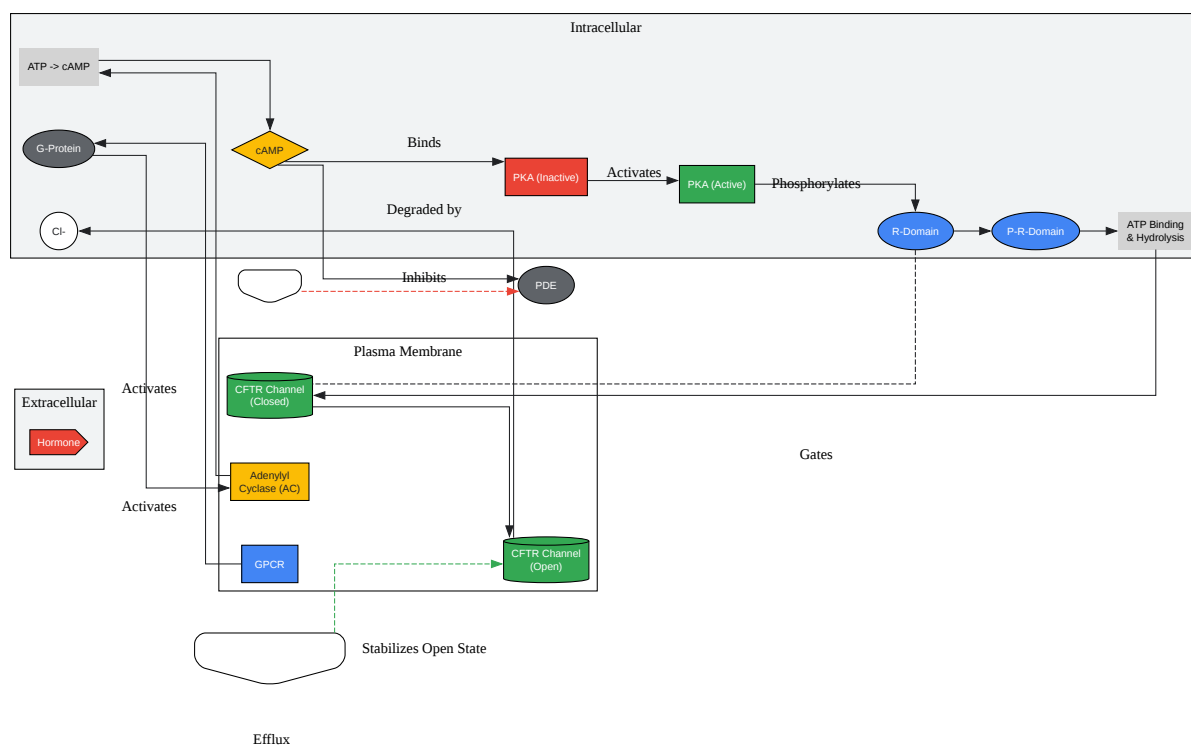 Intracellular
ATP -> cAMP
G-Protein
cAMP
Binds
PKA (Inactive)
Activates
PKA (Active)
Phosphorylates
Degraded by
Cl-
R-Domain
P-R-Domain
ATP Binding
& Hydrolysis
Inhibits
PDE
Plasma Membrane
CFTR Channel
(Closed)
Activates
Extracellular
Hormone
Gates
Adenylyl
Cyclase (AC)
Activates
GPCR
CFTR Channel
(Open)
Stabilizes Open State
Efflux